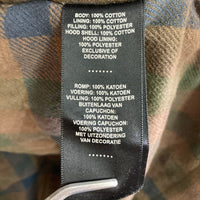 BODY: 100% COTTON
LINING: 100% COTTON
FILLING: 100% POLYESTER
HOOD SHELL: 100% COTTON
HOOD LINING:
100% POLYESTER
EXCLUSIVE OF
DECORATION
ROMP: 100% KATOEN
VOERING: 100% KATOEN
VULLING: 100% POLYESTER
BUITENLAAG VAN
CAPUCHON:
100% KATOEN
VOERING CAPUCHON:
100% POLYESTER
MET UITZONDERING
VAN DECORATIE